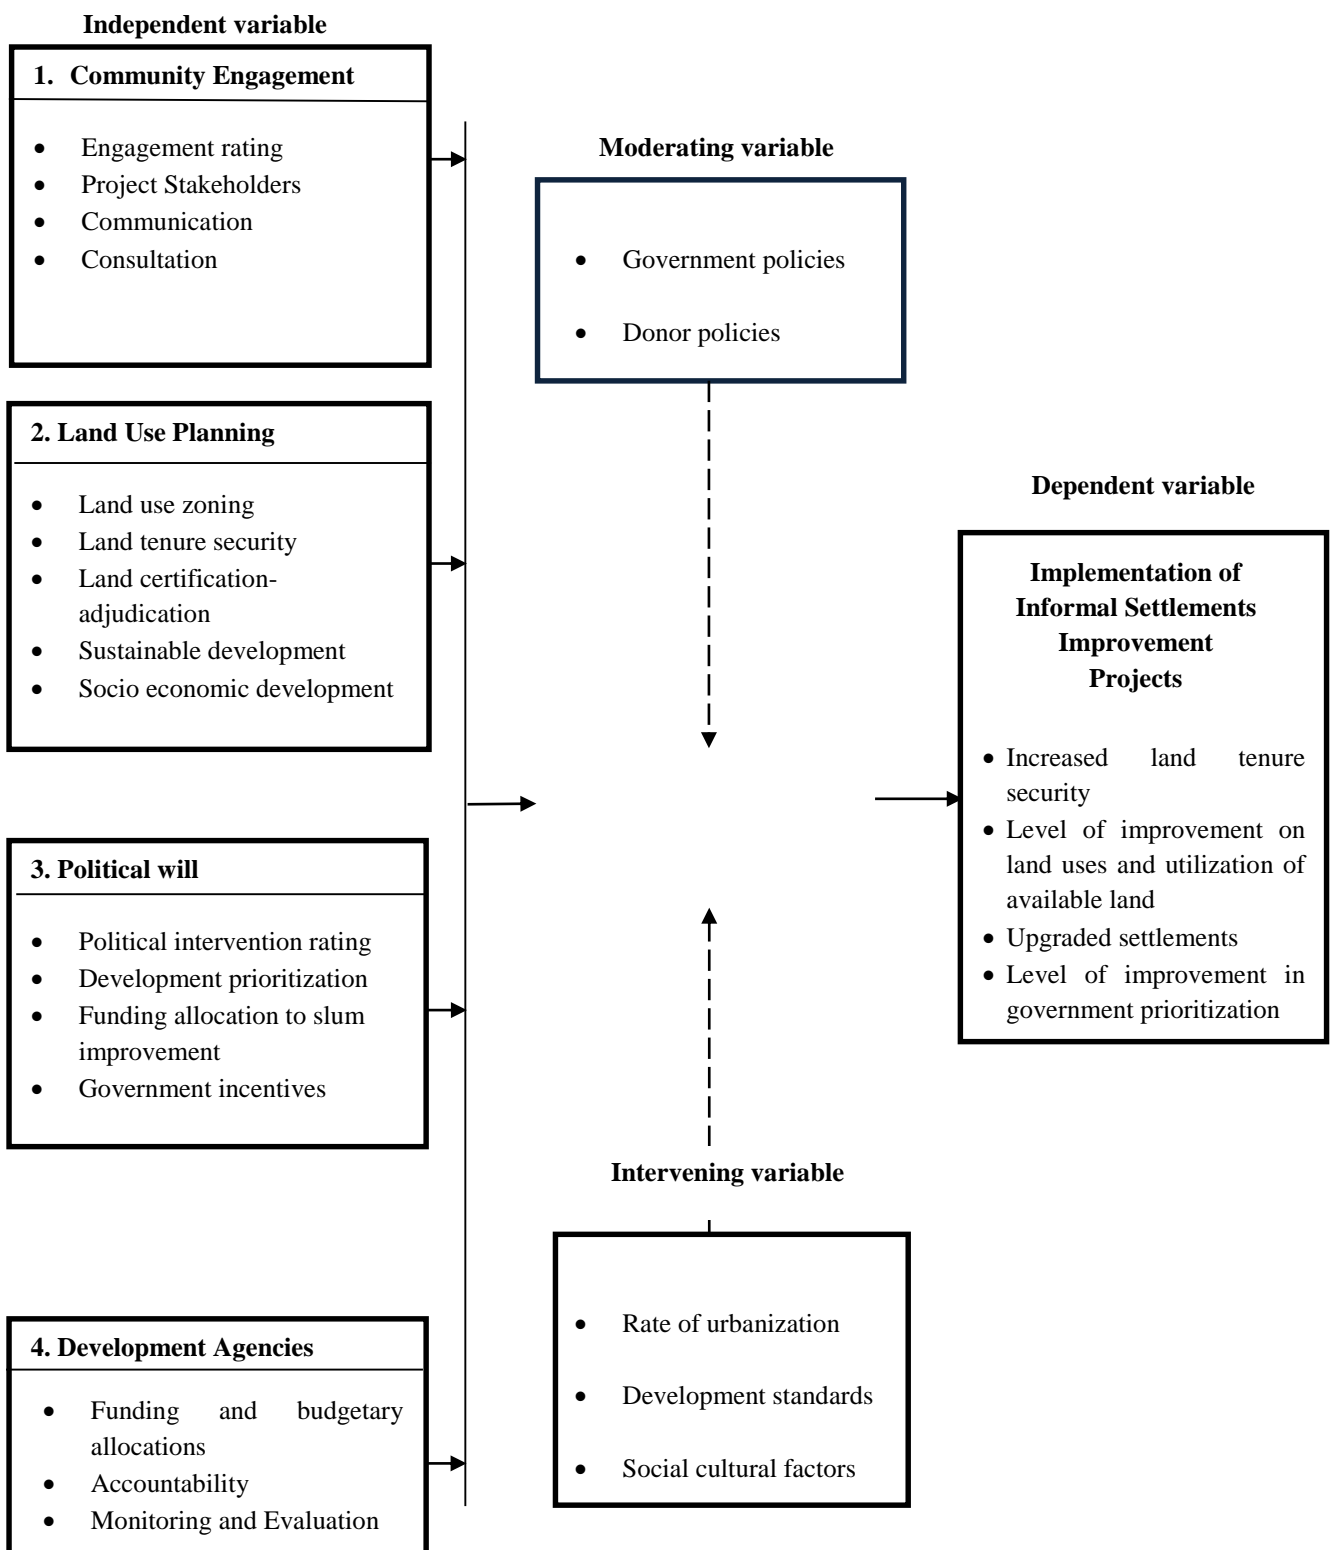 Independent variable
1. Community Engagement
• Engagement rating
• Project Stakeholders
• Communication
• Consultation
2. Land Use Planning
• Land use zoning
• Land tenure security
• Land certification-
adjudication
• Sustainable development
• Socio economic development
3. Political will
• Political intervention rating
• Development prioritization
• Funding allocation to slum
improvement
• Government incentives
4. Development Agencies
• Funding and budgetary
allocations
• Accountability
• Monitoring and Evaluation
Moderating variable
• Government policies
• Donor policies
Intervening variable
• Rate of urbanization
• Development standards
• Social cultural factors
Dependent variable
Implementation of
Informal Settlements
Improvement
Projects
• Increased land tenure
security
• Level of improvement on
land uses and utilization of
available land
• Upgraded settlements
• Level of improvement in
government prioritization